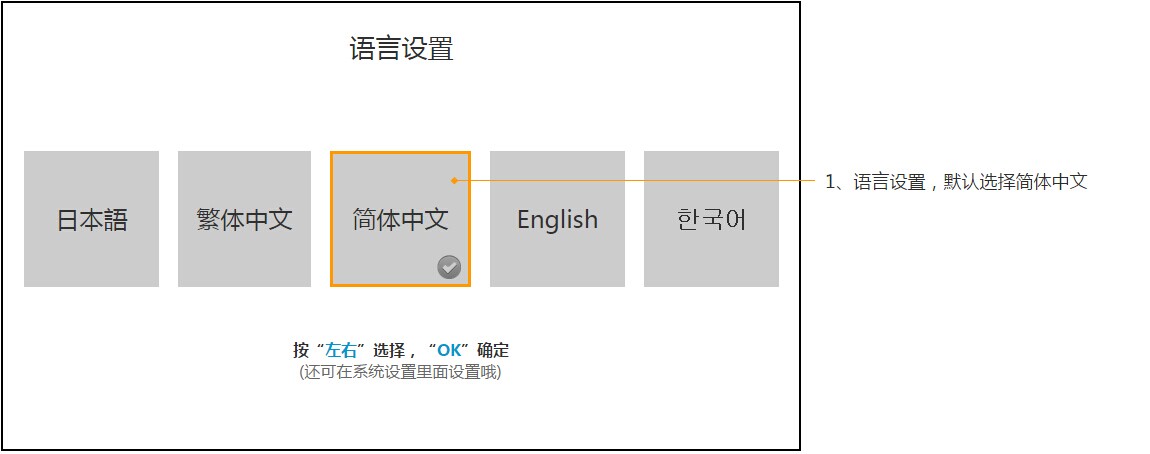 语言设置
日本語
繁体中文
简体中文
English
한국어
1、语言设置，默认选择简体中文
按“左右”选择，“OK”确定
(还可在系统设置里面设置哦)